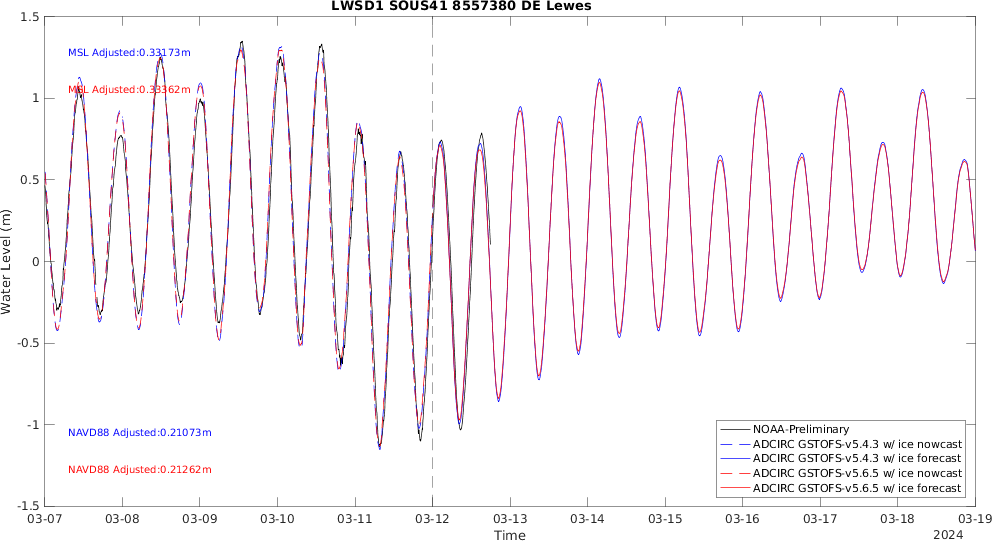 LWSD1 SOUS41 8557380 DE Lewes
1.5
1
0.5
0
-0.5
-1
-1.5
Water Level (m)
MSL Adjusted:0.33173m
MSL Adjusted:0.33362m
NAVD88 Adjusted:0.21073m
NAVD88 Adjusted:0.21262m
NOAA-Preliminary
ADCIRC GSTOFS-v5.4.3 w/ ice nowcast
ADCIRC GSTOFS-v5.4.3 w/ ice forecast
ADCIRC GSTOFS-v5.6.5 w/ ice nowcast
ADCIRC GSTOFS-v5.6.5 w/ ice forecast
03-07 03-08 03-09 03-10 03-11 03-12 03-13 03-14 03-15 03-16 03-17 03-18 03-19
Time
2024